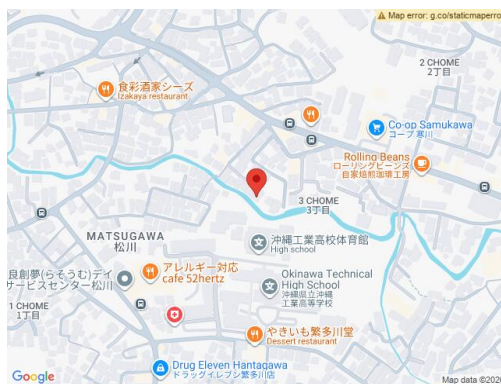 Map error: g.co/staticmaperro
2 CHOME
2丁目
食彩酒家シーズ
Izakaya restaurant
Co-op Samukawa
コープ 寒川
Rolling Beans
ローリングビーンズ
自家焙煎珈琲工房
3 CHOME
3丁目
MATSUGAWA
松川
沖縄工業高校体育館
High school
良創夢(らそうむ)デイ
サービスセンター松川
アレルギー対応
cafe 52hertz
Okinawa Technical
High School
沖縄県立沖縄
工業高等学校
1 CHOME
1丁目
やきいも繁多川堂
Dessert restaurant
Drug Eleven Hantagawa
ドラッグイレブン繁多川店
Google
Map data ©2026